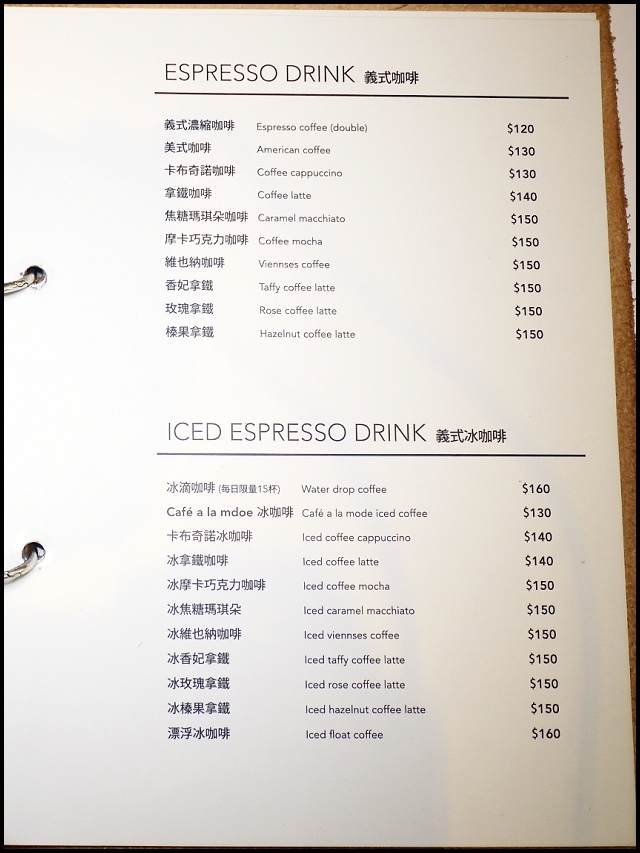 ESPRESSO DRINK 義式咖啡
義式濃縮咖啡 Espresso coffee (double) $120
美式咖啡 American coffee $130
卡布奇諾咖啡 Coffee cappuccino $130
拿鐵咖啡 Coffee latte $140
焦糖瑪琪朵咖啡 Caramel macchiato $150
摩卡巧克力咖啡 Coffee mocha $150
維也納咖啡 Viennses coffee $150
香妃拿鐵 Taffy coffee latte $150
玫瑰拿鐵 Rose coffee latte $150
榛果拿鐵 Hazelnut coffee latte $150
ICED ESPRESSO DRINK 義式冰咖啡
冰滴咖啡 (每日限量15杯) Water drop coffee $160
Café a la mdoe 冰咖啡 Café a la mode iced coffee $130
卡布奇諾冰咖啡 Iced coffee cappuccino $140
冰拿鐵咖啡 Iced coffee latte $140
冰摩卡巧克力咖啡 Iced coffee mocha $150
冰焦糖瑪琪朵 Iced caramel macchiato $150
冰維也納咖啡 Iced viennses coffee $150
冰香妃拿鐵 Iced taffy coffee latte $150
冰玫瑰拿鐵 Iced rose coffee latte $150
冰榛果拿鐵 Iced hazelnut coffee latte $150
漂浮冰咖啡 Iced float coffee $160